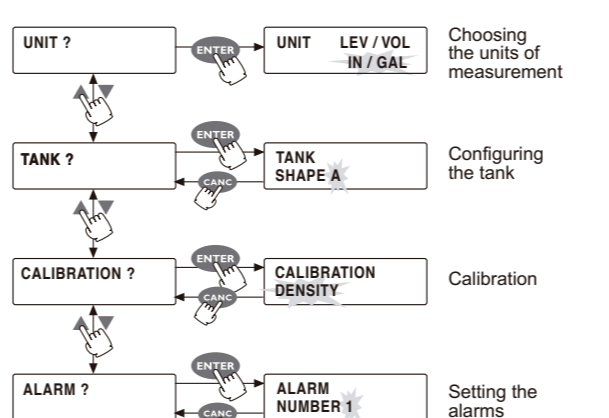 UNIT ?
ENTER
UNIT LEV / VOL
IN / GAL
Choosing
the units of
measurement
TANK ?
ENTER
CANC
TANK
SHAPE A
Configuring
the tank
CALIBRATION ?
ENTER
CANC
CALIBRATION
DENSITY
Calibration
ALARM ?
ENTER
CANC
ALARM
NUMBER 1
Setting the
alarms